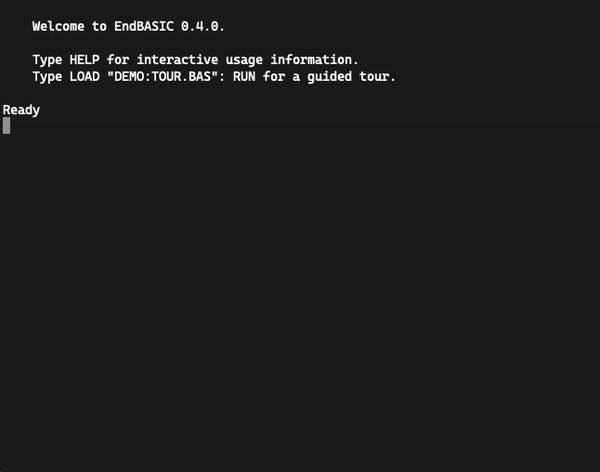 Welcome to EndBASIC 0.4.0.
Type HELP for interactive usage information.
Type LOAD "DEMO:TOUR.BAS": RUN for a guided tour.
Ready